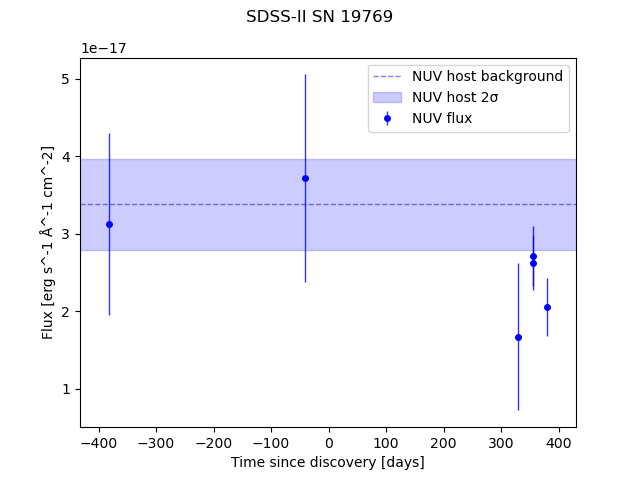 SDSS-II SN 19769
1e−17
NUV host background
NUV host 2σ
NUV flux
5
4
3
2
1
Flux [erg s^-1 Å^-1 cm^-2]
−400 −300 −200 −100 0 100 200 300 400
Time since discovery [days]